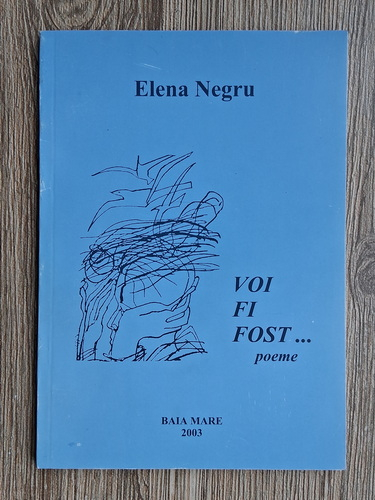 Elena Negru
VOI
FI
FOST ...
poeme
BAIA MARE
2003